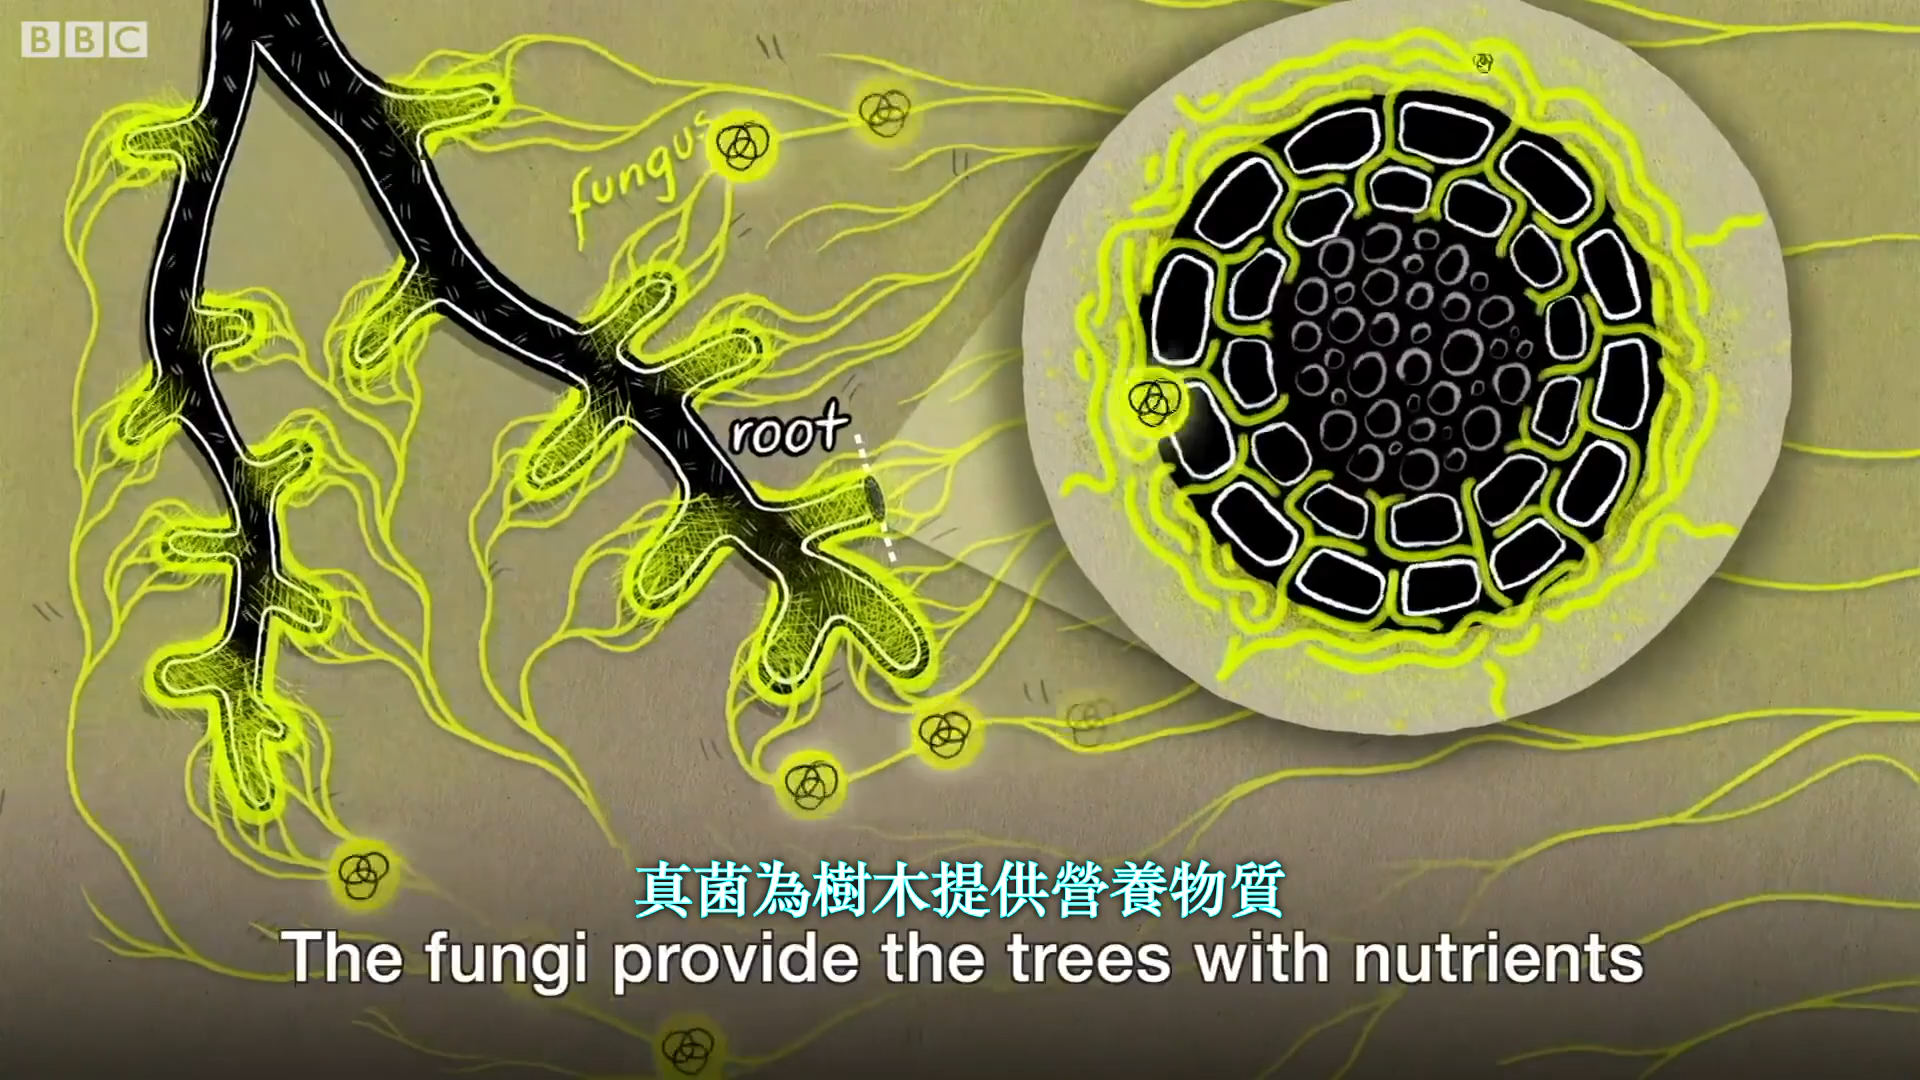 BBC
fungus
root
真菌為樹木提供營養物質
The fungi provide the trees with nutrients